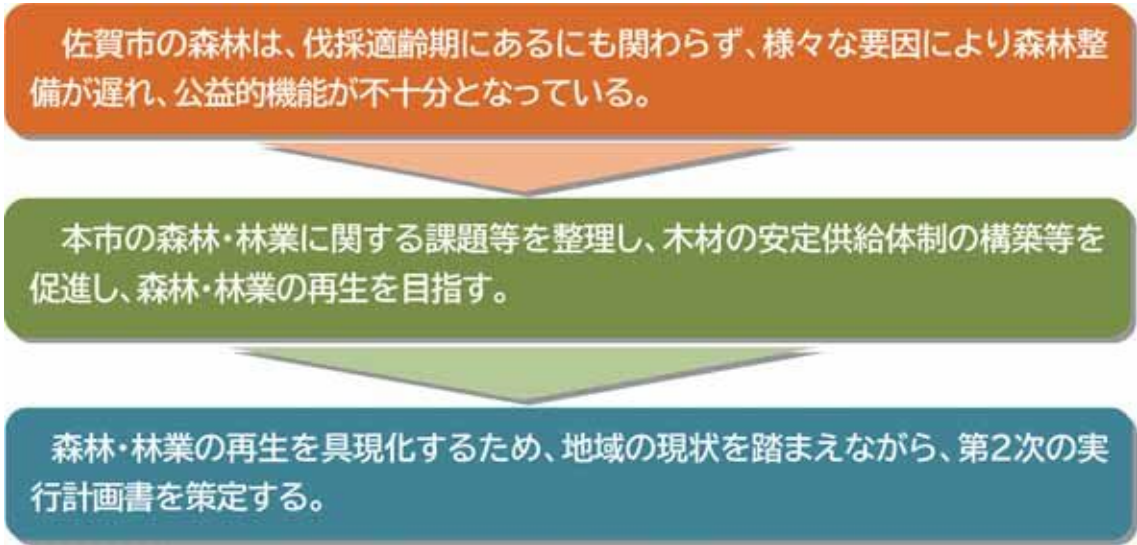 佐賀市の森林は、伐採適齢期にあるにも関わらず、様々な要因により森林整
備が遅れ、公益的機能が不十分となっている。
本市の森林・林業に関する課題等を整理し、木材の安定供給体制の構築等を
促進し、森林・林業の再生を目指す。
森林・林業の再生を具現化するため、地域の現状を踏まえながら、第2次の実
行計画書を策定する。